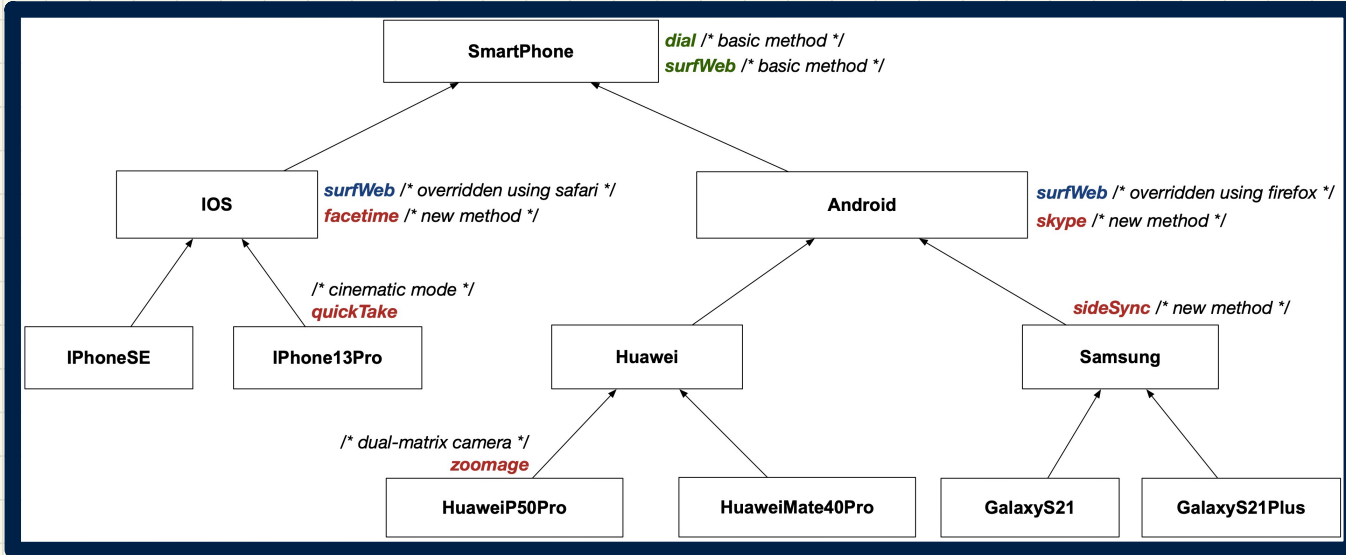 SmartPhone
dial /* basic method */
surfWeb /* basic method */
IOS
surfWeb /* overridden using safari */
facetime /* new method */
Android
surfWeb /* overridden using firefox */
skype /* new method */
/* cinematic mode */
quickTake
sideSync /* new method */
IPhoneSE
IPhone13Pro
Huawei
Samsung
/* dual-matrix camera */
zoomage
HuaweiP50Pro
HuaweiMate40Pro
GalaxyS21
GalaxyS21Plus